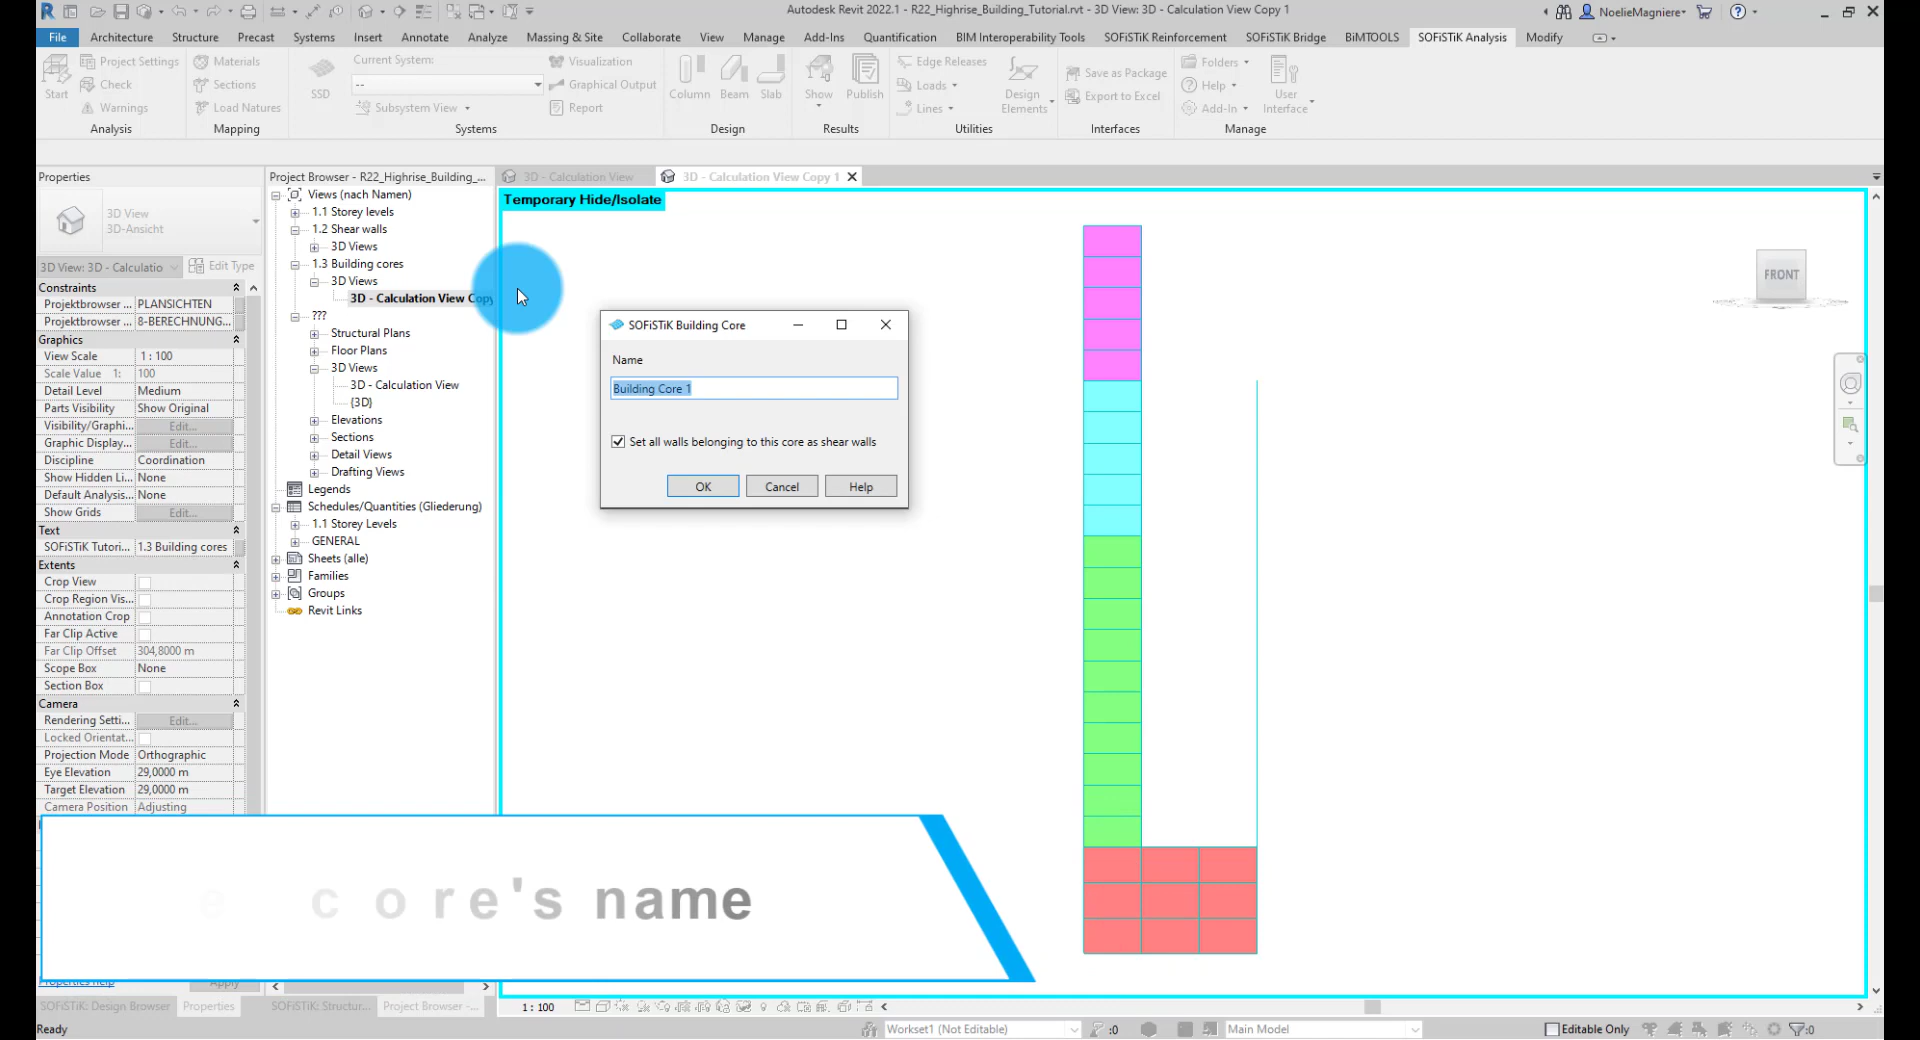 Autodesk Revit 2022.1 - R22_Highrise_Building_Tutorial.rvt - 3D View: 3D - Calculation View Copy 1
NoelieMagniere
File
Architecture
Structure
Precast
Systems
Insert
Annotate
Analyze
Massing & Site
Collaborate
View
Manage
Add-Ins
Quantification
BIM Interoperability Tools
SOFiSTiK Reinforcement
SOFiSTiK Bridge
BiMTOOLS
SOFiSTiK Analysis
Modify
Start
Project Settings
Check
Warnings
Analysis
Materials
Sections
Load Natures
Mapping
SSD
Current System:
--
Subsystem View
Visualization
Graphical Output
Report
Systems
Column
Beam
Slab
Design
Show
Publish
Results
Edge Releases
Loads
Lines
Design
Elements
Utilities
Save as Package
Export to Excel
Interfaces
Folders
Help
Add-In
User
Interface
Manage
Properties
3D View
3D-Ansicht
3D View: 3D - Calculatio
Edit Type
Constraints
Projektbrowser ... PLANSICHTEN
Projektbrowser ... 8-BERECHNUNG...
Graphics
View Scale 1 : 100
Scale Value 1: 100
Detail Level Medium
Parts Visibility Show Original
Visibility/Graphi... Edit...
Graphic Display... Edit...
Discipline Coordination
Show Hidden Li... None
Default Analysis... None
Show Grids Edit...
Text
SOFiSTiK Tutori... 1.3 Building cores
Extents
Crop View
Crop Region Vis...
Annotation Crop
Far Clip Active
Far Clip Offset 304,8000 m
Scope Box None
Section Box
Camera
Rendering Setti... Edit...
Locked Orientat...
Projection Mode Orthographic
Eye Elevation 29,0000 m
Target Elevation 29,0000 m
Camera Position Adjusting
Properties help
Apply
SOFiSTiK: Design Browser
Properties
Project Browser - R22_Highrise_Building_...
Views (nach Namen)
1.1 Storey levels
1.2 Shear walls
3D Views
1.3 Building cores
3D Views
3D - Calculation View Copy
???
Structural Plans
Floor Plans
3D Views
3D - Calculation View
{3D}
Elevations
Sections
Detail Views
Drafting Views
Legends
Schedules/Quantities (Gliederung)
1.1 Storey Levels
GENERAL
Sheets (alle)
Families
Groups
Revit Links
SOFiSTiK: Structur...
Project Browser -...
3D - Calculation View
3D - Calculation View Copy 1
Temporary Hide/Isolate
FRONT
SOFiSTiK Building Core
Name
Building Core 1
Set all walls belonging to this core as shear walls
OK
Cancel
Help
e core's name
1 : 100
Ready
Workset1 (Not Editable)
:0
Main Model
Editable Only
:0